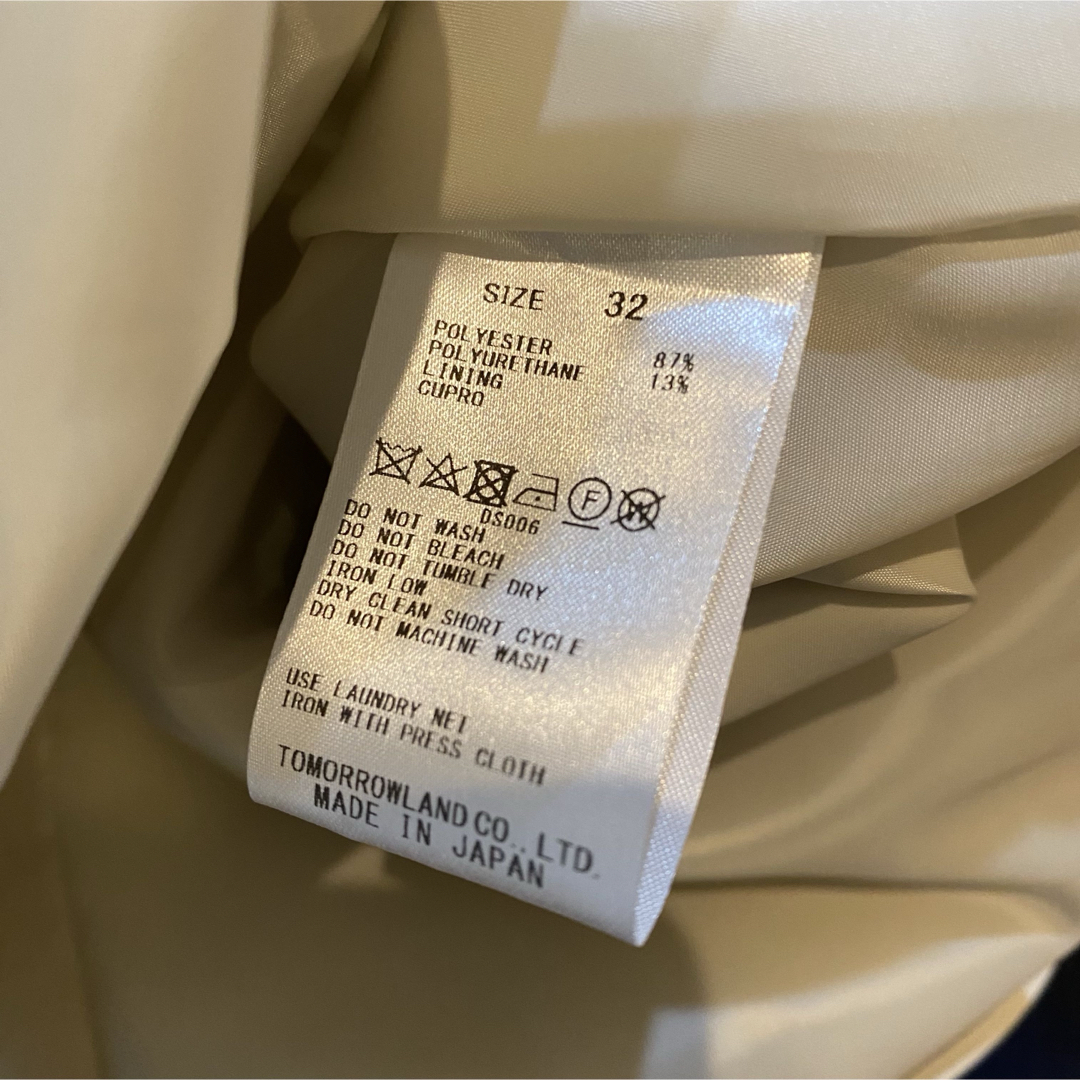 SIZE 32
POLYESTER 87%
POLYURETHANE 13%
LINING
CUPRO
F W
DS006
DO NOT WASH
DO NOT BLEACH
DO NOT TUMBLE DRY
IRON LOW
DRY CLEAN SHORT CYCLE
DO NOT MACHINE WASH
USE LAUNDRY NET
IRON WITH PRESS CLOTH
TOMORROWLAND CO., LTD.
MADE IN JAPAN